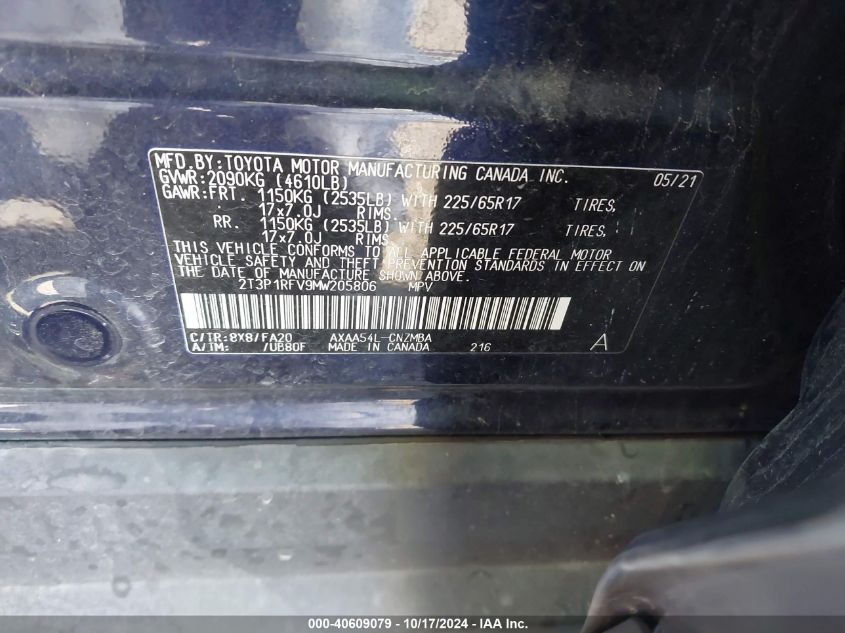 MFD.BY:TOYOTA MOTOR MANUFACTURING CANADA INC. 05/21
GVWR:2090KG (4610LB)
GAWR:FRT. 1150KG (2535LB) WITH 225/65R17 TIRES,
17x7.0J RIMS,
RR. 1150KG (2535LB) WITH 225/65R17 TIRES,
17x7.0J RIMS
THIS VEHICLE CONFORMS TO ALL APPLICABLE FEDERAL MOTOR
VEHICLE SAFETY AND THEFT PREVENTION STANDARDS IN EFFECT ON
THE DATE OF MANUFACTURE SHOWN ABOVE.
2T3P1RFV9MW205806 MPV
C/TR:8X8/FA20 AXAA54L-CNZMBA
A/TM: /UB80F MADE IN CANADA 216 A
000-40609079 | 10/17/2024 - IAA Inc.